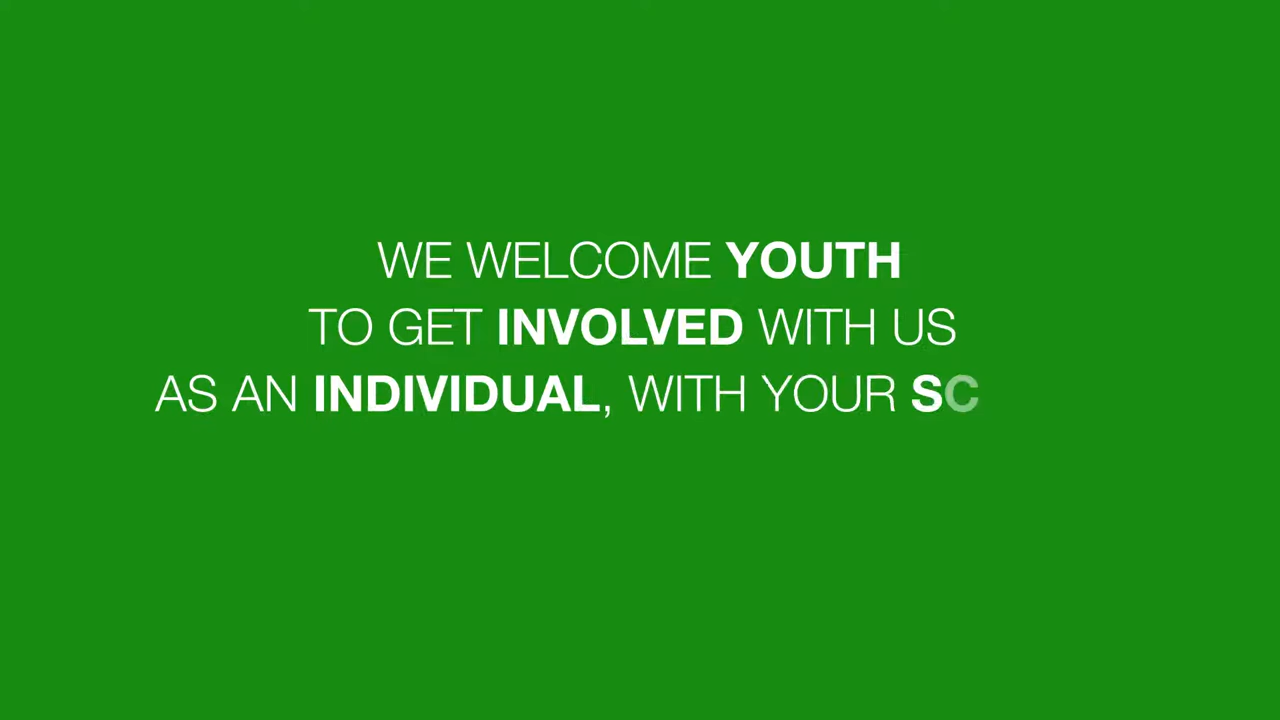 WE WELCOME YOUTH
TO GET INVOLVED WITH US
AS AN INDIVIDUAL, WITH YOUR SC